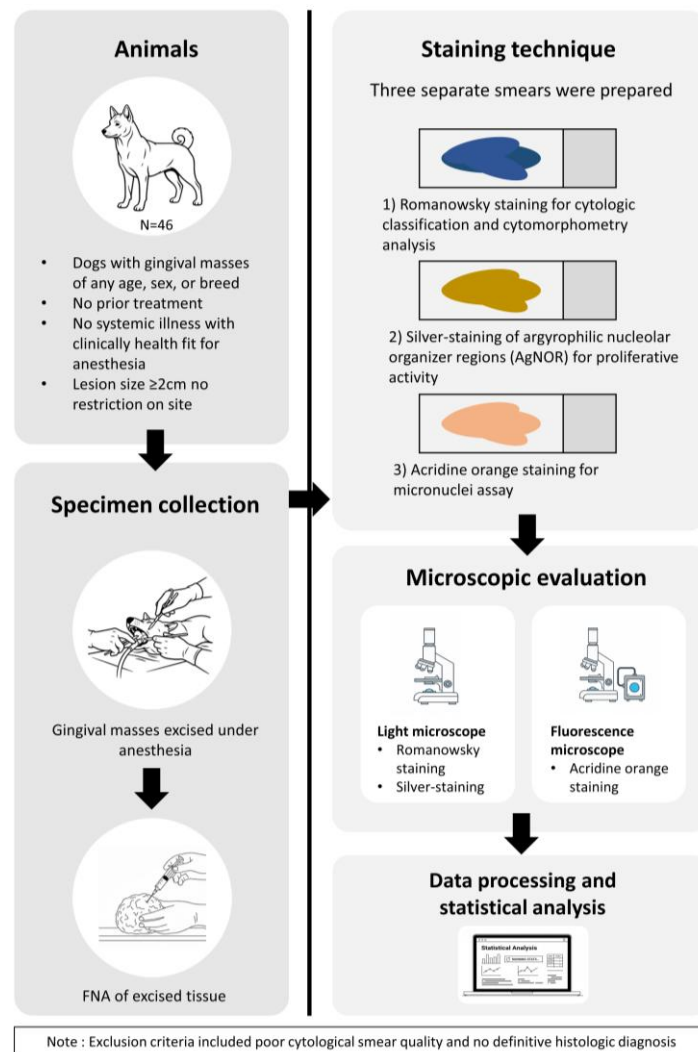 Animals
N=46
• Dogs with gingival masses
of any age, sex, or breed
• No prior treatment
• No systemic illness with
clinically health fit for
anesthesia
• Lesion size ≥2cm no
restriction on site
Specimen collection
Gingival masses excised under
anesthesia
FNA of excised tissue
Staining technique
Three separate smears were prepared
1) Romanowsky staining for cytologic
classification and cytomorphometry
analysis
2) Silver-staining of argyrophilic nucleolar
organizer regions (AgNOR) for proliferative
activity
3) Acridine orange staining for
micronuclei assay
Microscopic evaluation
Light microscope
• Romanowsky
staining
• Silver-staining
Fluorescence
microscope
• Acridine orange
staining
Data processing and
statistical analysis
Statistical Analysis
Note : Exclusion criteria included poor cytological smear quality and no definitive histologic diagnosis